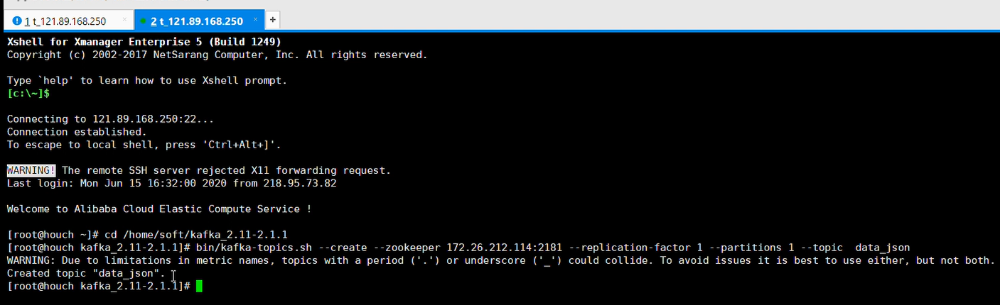 1 t_121.89.168.250 × 2 t_121.89.168.250 × +
Xshell for Xmanager Enterprise 5 (Build 1249)
Copyright (c) 2002-2017 NetSarang Computer, Inc. All rights reserved.
Type `help' to learn how to use Xshell prompt.
[c:\~]$
Connecting to 121.89.168.250:22...
Connection established.
To escape to local shell, press 'Ctrl+Alt+]'.
WARNING! The remote SSH server rejected X11 forwarding request.
Last login: Mon Jun 15 16:32:00 2020 from 218.95.73.82
Welcome to Alibaba Cloud Elastic Compute Service !
[root@houch ~]# cd /home/soft/kafka_2.11-2.1.1
[root@houch kafka_2.11-2.1.1]# bin/kafka-topics.sh --create --zookeeper 172.26.212.114:2181 --replication-factor 1 --partitions 1 --topic  data_json
WARNING: Due to limitations in metric names, topics with a period ('.') or underscore ('_') could collide. To avoid issues it is best to use either, but not both.
Created topic "data_json".
[root@houch kafka_2.11-2.1.1]#